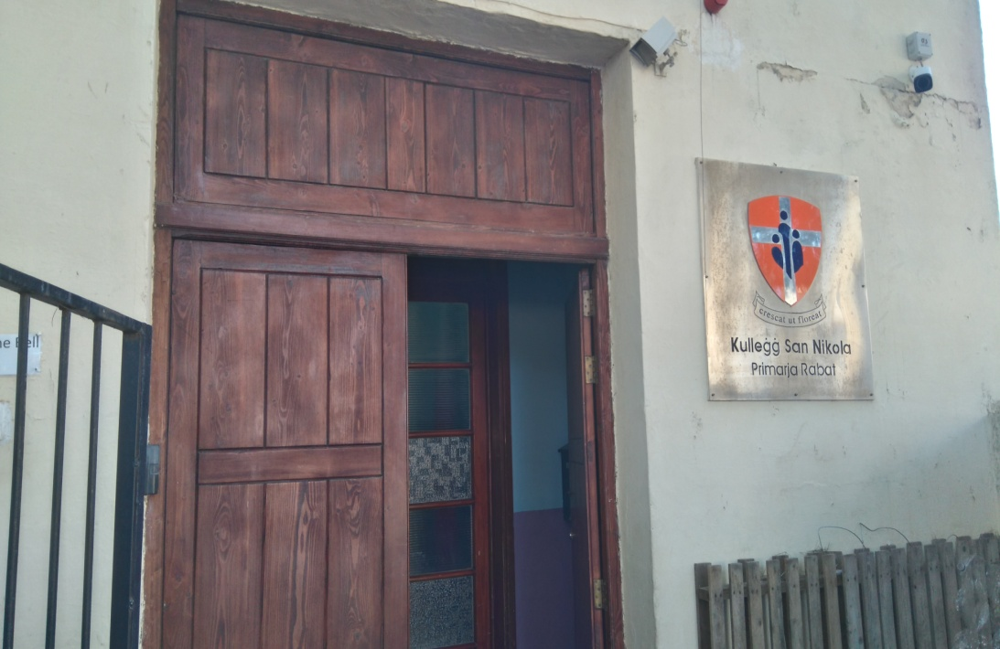 crescat ut floreat
Kulleġġ San Nikola
Primarja Rabat